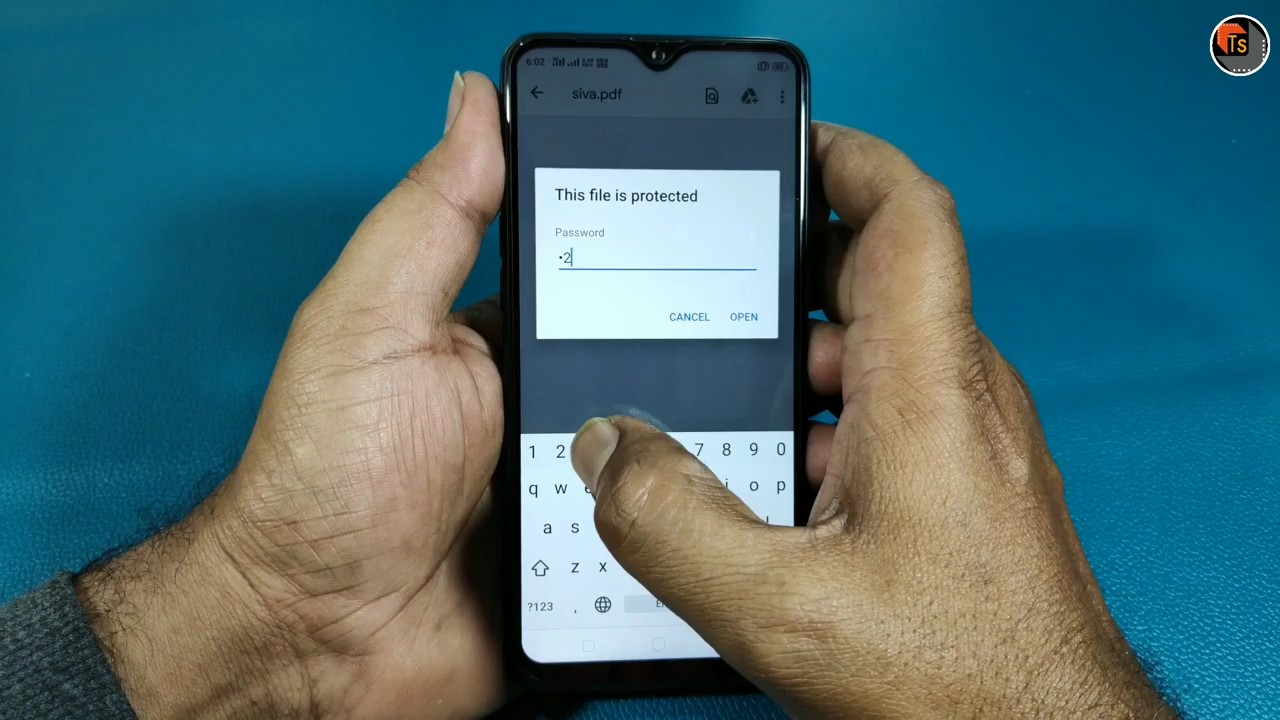 Ts
6:02
siva.pdf
This file is protected
Password
•2
CANCEL OPEN
1 2 7 8 9 0
q w e i o p
a s
z x
?123 ,